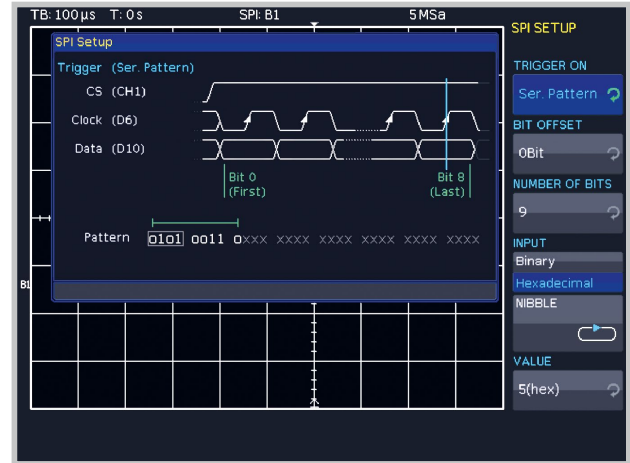 TB: 100 µs T: 0 s SPI: B1 5 MSa
SPI Setup
Trigger (Ser. Pattern)
CS (CH1)
Clock (D6)
Data (D10)
Bit 0
(First)
Bit 8
(Last)
Pattern 0101 0011 0xxx xxxx xxxx xxxx xxxx xxxx
B1
SPI SETUP
TRIGGER ON
Ser. Pattern
BIT OFFSET
0Bit
NUMBER OF BITS
9
INPUT
Binary
Hexadecimal
NIBBLE
VALUE
5(hex)